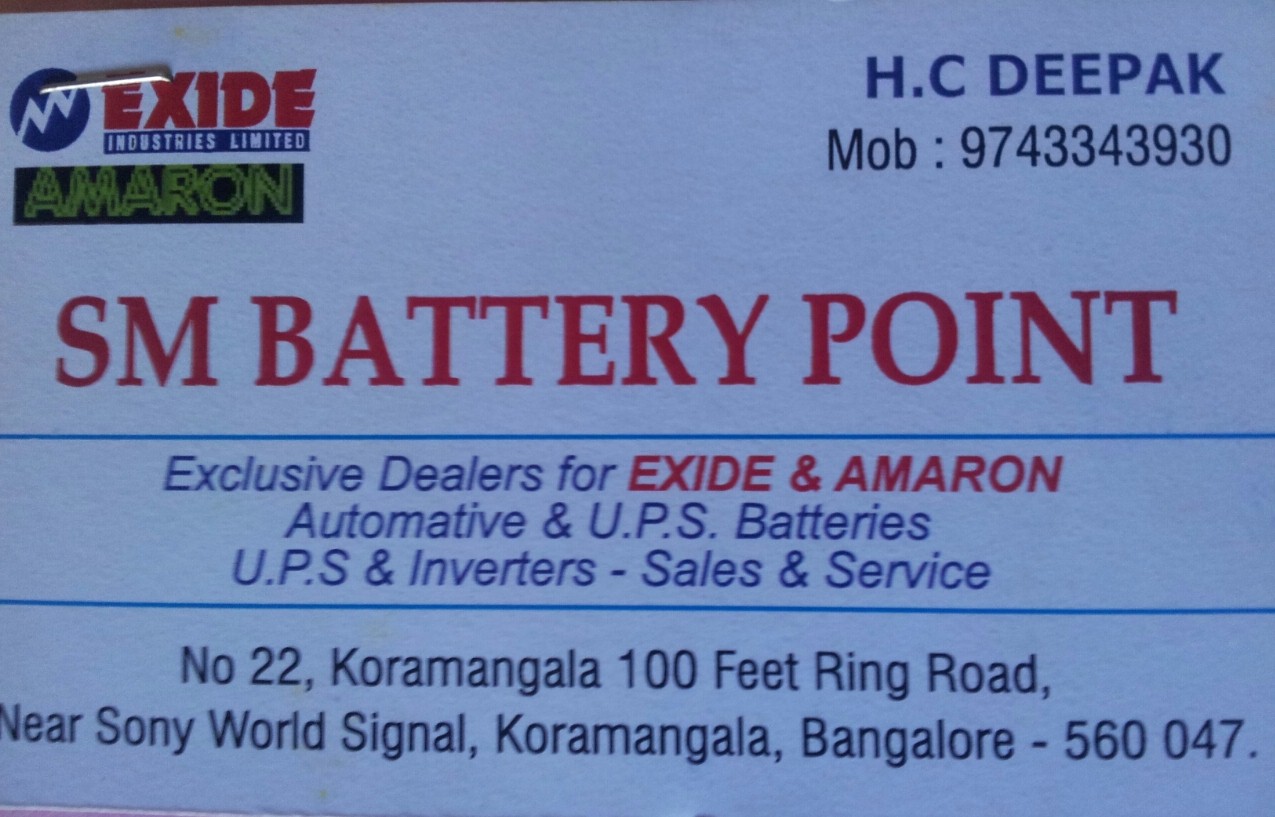 EXIDE
INDUSTRIES LIMITED
AMARON
H.C DEEPAK
Mob : 9743343930
SM BATTERY POINT
Exclusive Dealers for EXIDE & AMARON
Automative & U.P.S. Batteries
U.P.S & Inverters - Sales & Service
No 22, Koramangala 100 Feet Ring Road,
Near Sony World Signal, Koramangala, Bangalore - 560 047.